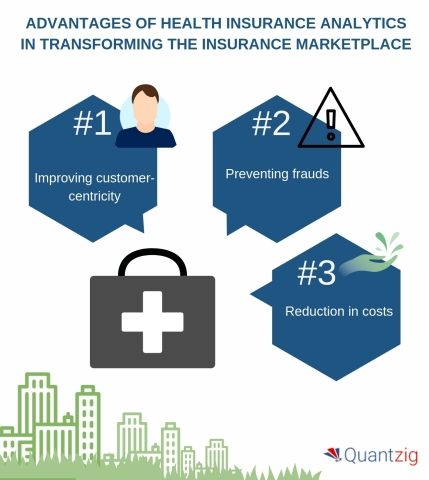 ADVANTAGES OF HEALTH INSURANCE ANALYTICS
IN TRANSFORMING THE INSURANCE MARKETPLACE
#1
Improving customer-
centricity
#2
Preventing frauds
#3
Reduction in costs
Quantzig